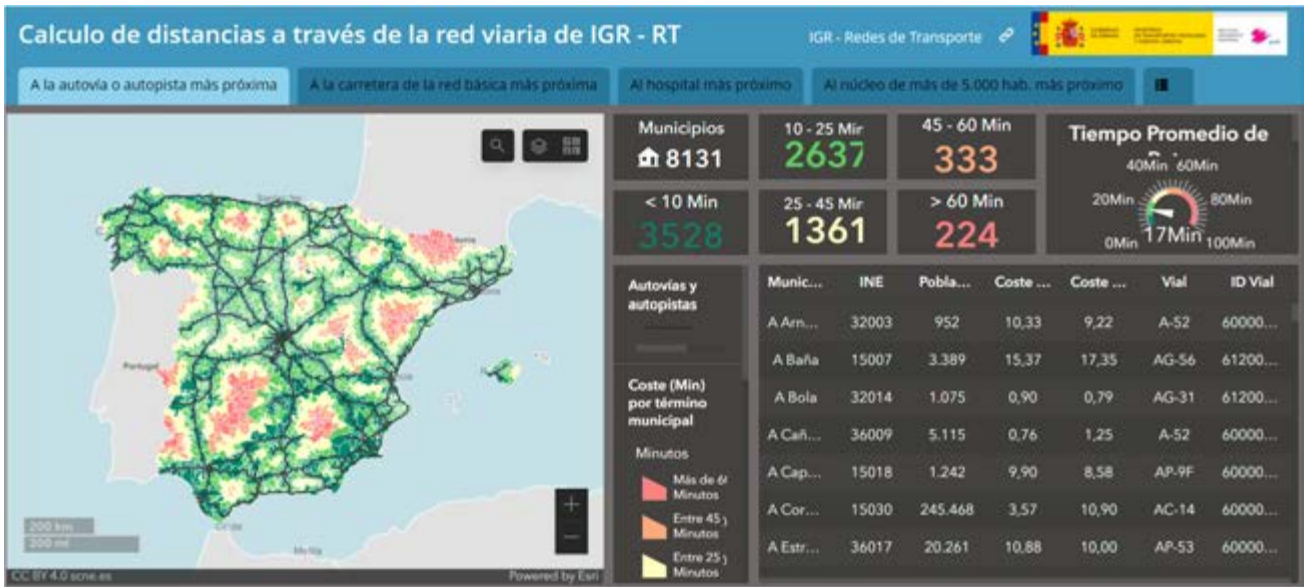 Calculo de distancias a través de la red viaria de IGR - RT
IGR - Redes de Transporte
A la autovía o autopista más próxima
A la carretera de la red básica más próxima
Al hospital más próximo
Al núcleo de más de 5.000 hab. más próximo
Municipios
8131
10 - 25 Min
2637
45 - 60 Min
333
Tiempo Promedio de
< 10 Min
3528
25 - 45 Min
1361
> 60 Min
224
40Min 60Min
20Min 80Min
0Min 17Min 100Min
Portugal
200 km
200 mi
CC BY 4.0 scne.es
Powered by Esri
Autovías y
autopistas
Coste (Min)
por término
municipal
Minutos
Más de
Minutos
Entre 45
Minutos
Entre 25
Minutos
Munic... INE Pobla... Coste ... Coste ... Vial ID Vial
A Arn... 32003 952 10,33 9,22 A-52 60000...
A Baña 15007 3.389 15,37 17,35 AG-56 61200...
A Bola 32014 1.075 0,90 0,79 AG-31 61200...
A Cañ... 36009 5.115 0,76 1,25 A-52 60000...
A Cap... 15018 1.242 9,90 8,58 AP-9F 60000...
A Cor... 15030 245.468 3,57 10,90 AC-14 60000...
A Estr... 36017 20.261 10,88 10,00 AP-53 60000...